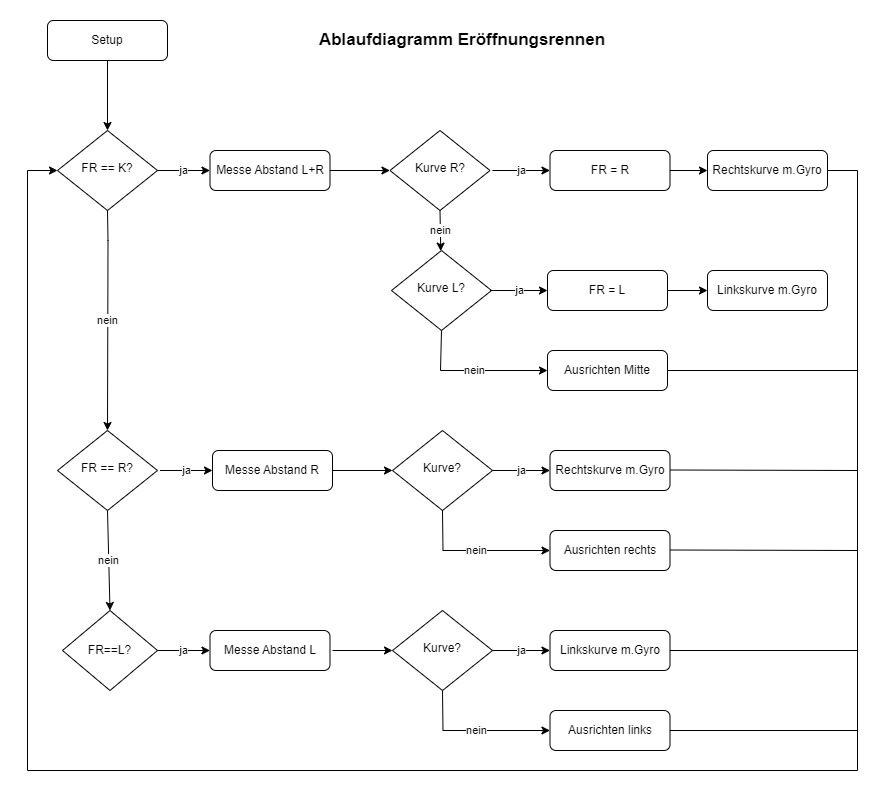 Setup
Ablaufdiagramm Eröffnungsrennen
FR == K?
ja
Messe Abstand L+R
Kurve R?
ja
FR = R
Rechtskurve m.Gyro
nein
Kurve L?
ja
FR = L
Linkskurve m.Gyro
nein
nein
Ausrichten Mitte
FR == R?
ja
Messe Abstand R
Kurve?
ja
Rechtskurve m.Gyro
nein
Ausrichten rechts
nein
FR==L?
ja
Messe Abstand L
Kurve?
ja
Linkskurve m.Gyro
nein
Ausrichten links